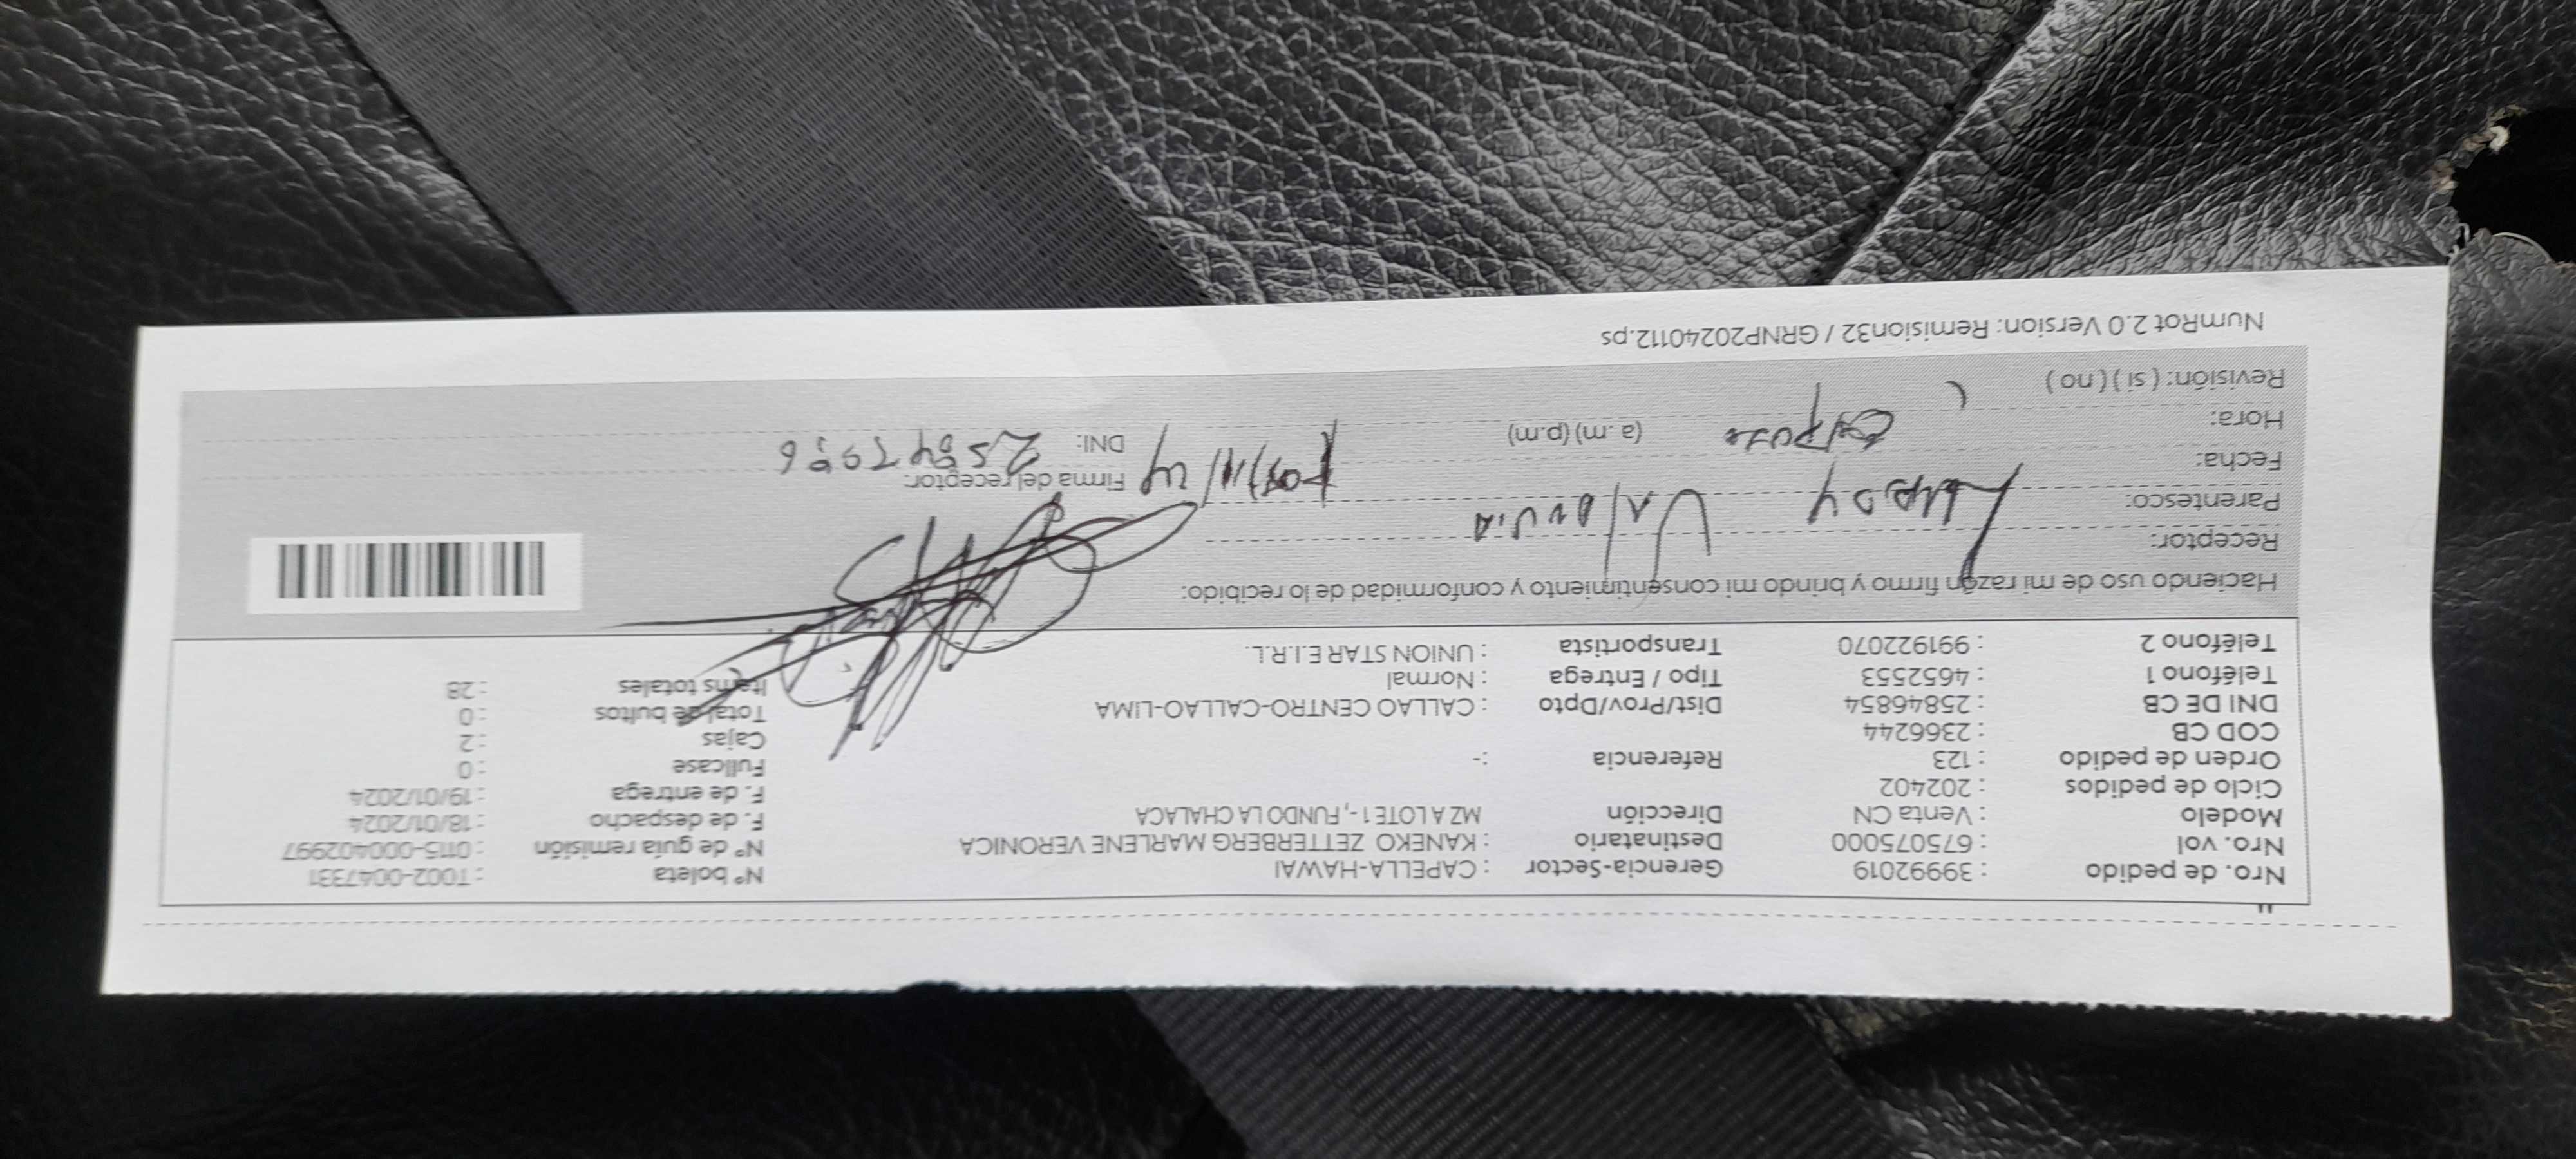 Nro. de pedido : 39992019 Gerencia-Sector : CAPELLA-HAWAI Nº boleta : T002-0047331
Nro. vol : 675075000 Destinatario : KANEKO ZETTERBERG MARLENE VERONICA Nº de guía remisión : 0115-000402997
Modelo : Venta CN Dirección MZ A LOTE 1 -, FUNDO LA CHALACA F. de despacho : 18/01/2024
Ciclo de pedidos : 202402 F. de entrega : 19/01/2024
Orden de pedido : 123 Referencia :- Fullcase : 0
COD CB : 2366244 Cajas : 2
DNI DE CB : 25846854 Dist/Prov/Dpto : CALLAO CENTRO-CALLAO-LIMA Total de bultos : 0
Teléfono 1 : 4652553 Tipo / Entrega : Normal Items totales : 28
Teléfono 2 : 991922070 Transportista : UNION STAR E.I.R.L.
Haciendo uso de mi razón firmo y brindo mi consentimiento y conformidad de lo recibido:
Receptor:
Parentesco:
Fecha: Firma del receptor:
Hora: (a.m) (p.m) DNI:
Revisión: ( si ) ( no )
NumRot 2.0 Version: Remision32 / GRNP20240112.ps